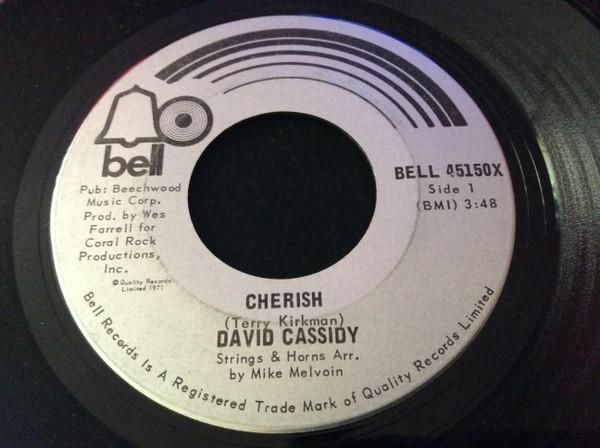 bell
BELL 45150X
Side 1
(BMI) 3:48
Pub: Beechwood
Music Corp.
Prod. by Wes
Farrell for
Coral Rock
Productions,
Inc.
© Quality Records
Limited 1971
CHERISH
(Terry Kirkman)
DAVID CASSIDY
Strings & Horns Arr.
by Mike Melvoin
Bell Records Is A Registered Trade Mark of Quality Records Limited